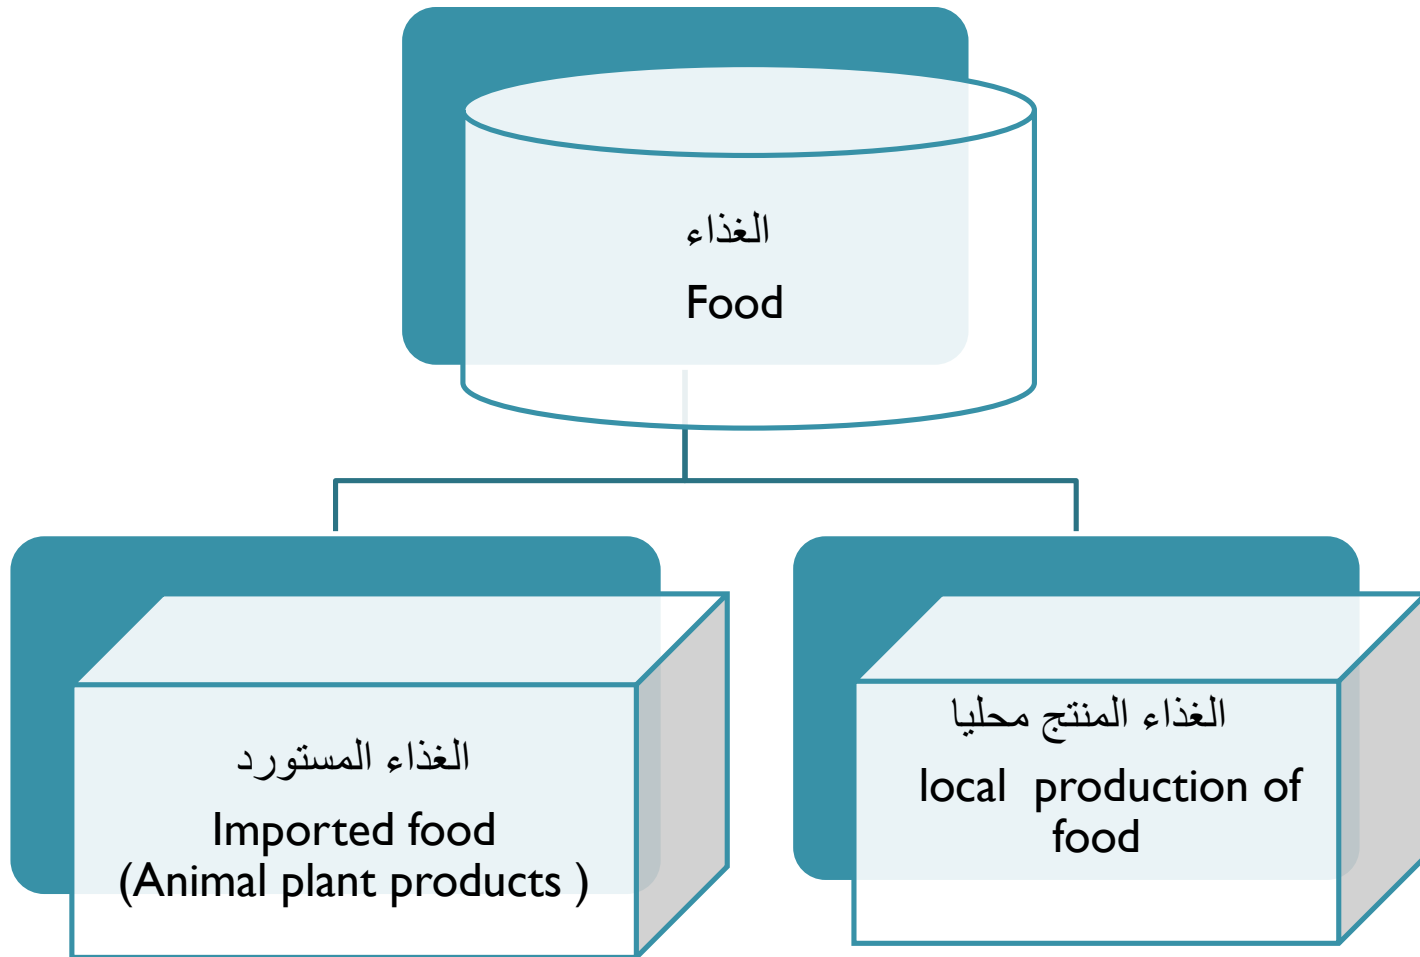 الغذاء
Food
الغذاء المستورد
Imported food
(Animal plant products )
الغذاء المنتج محليا
local  production of
food